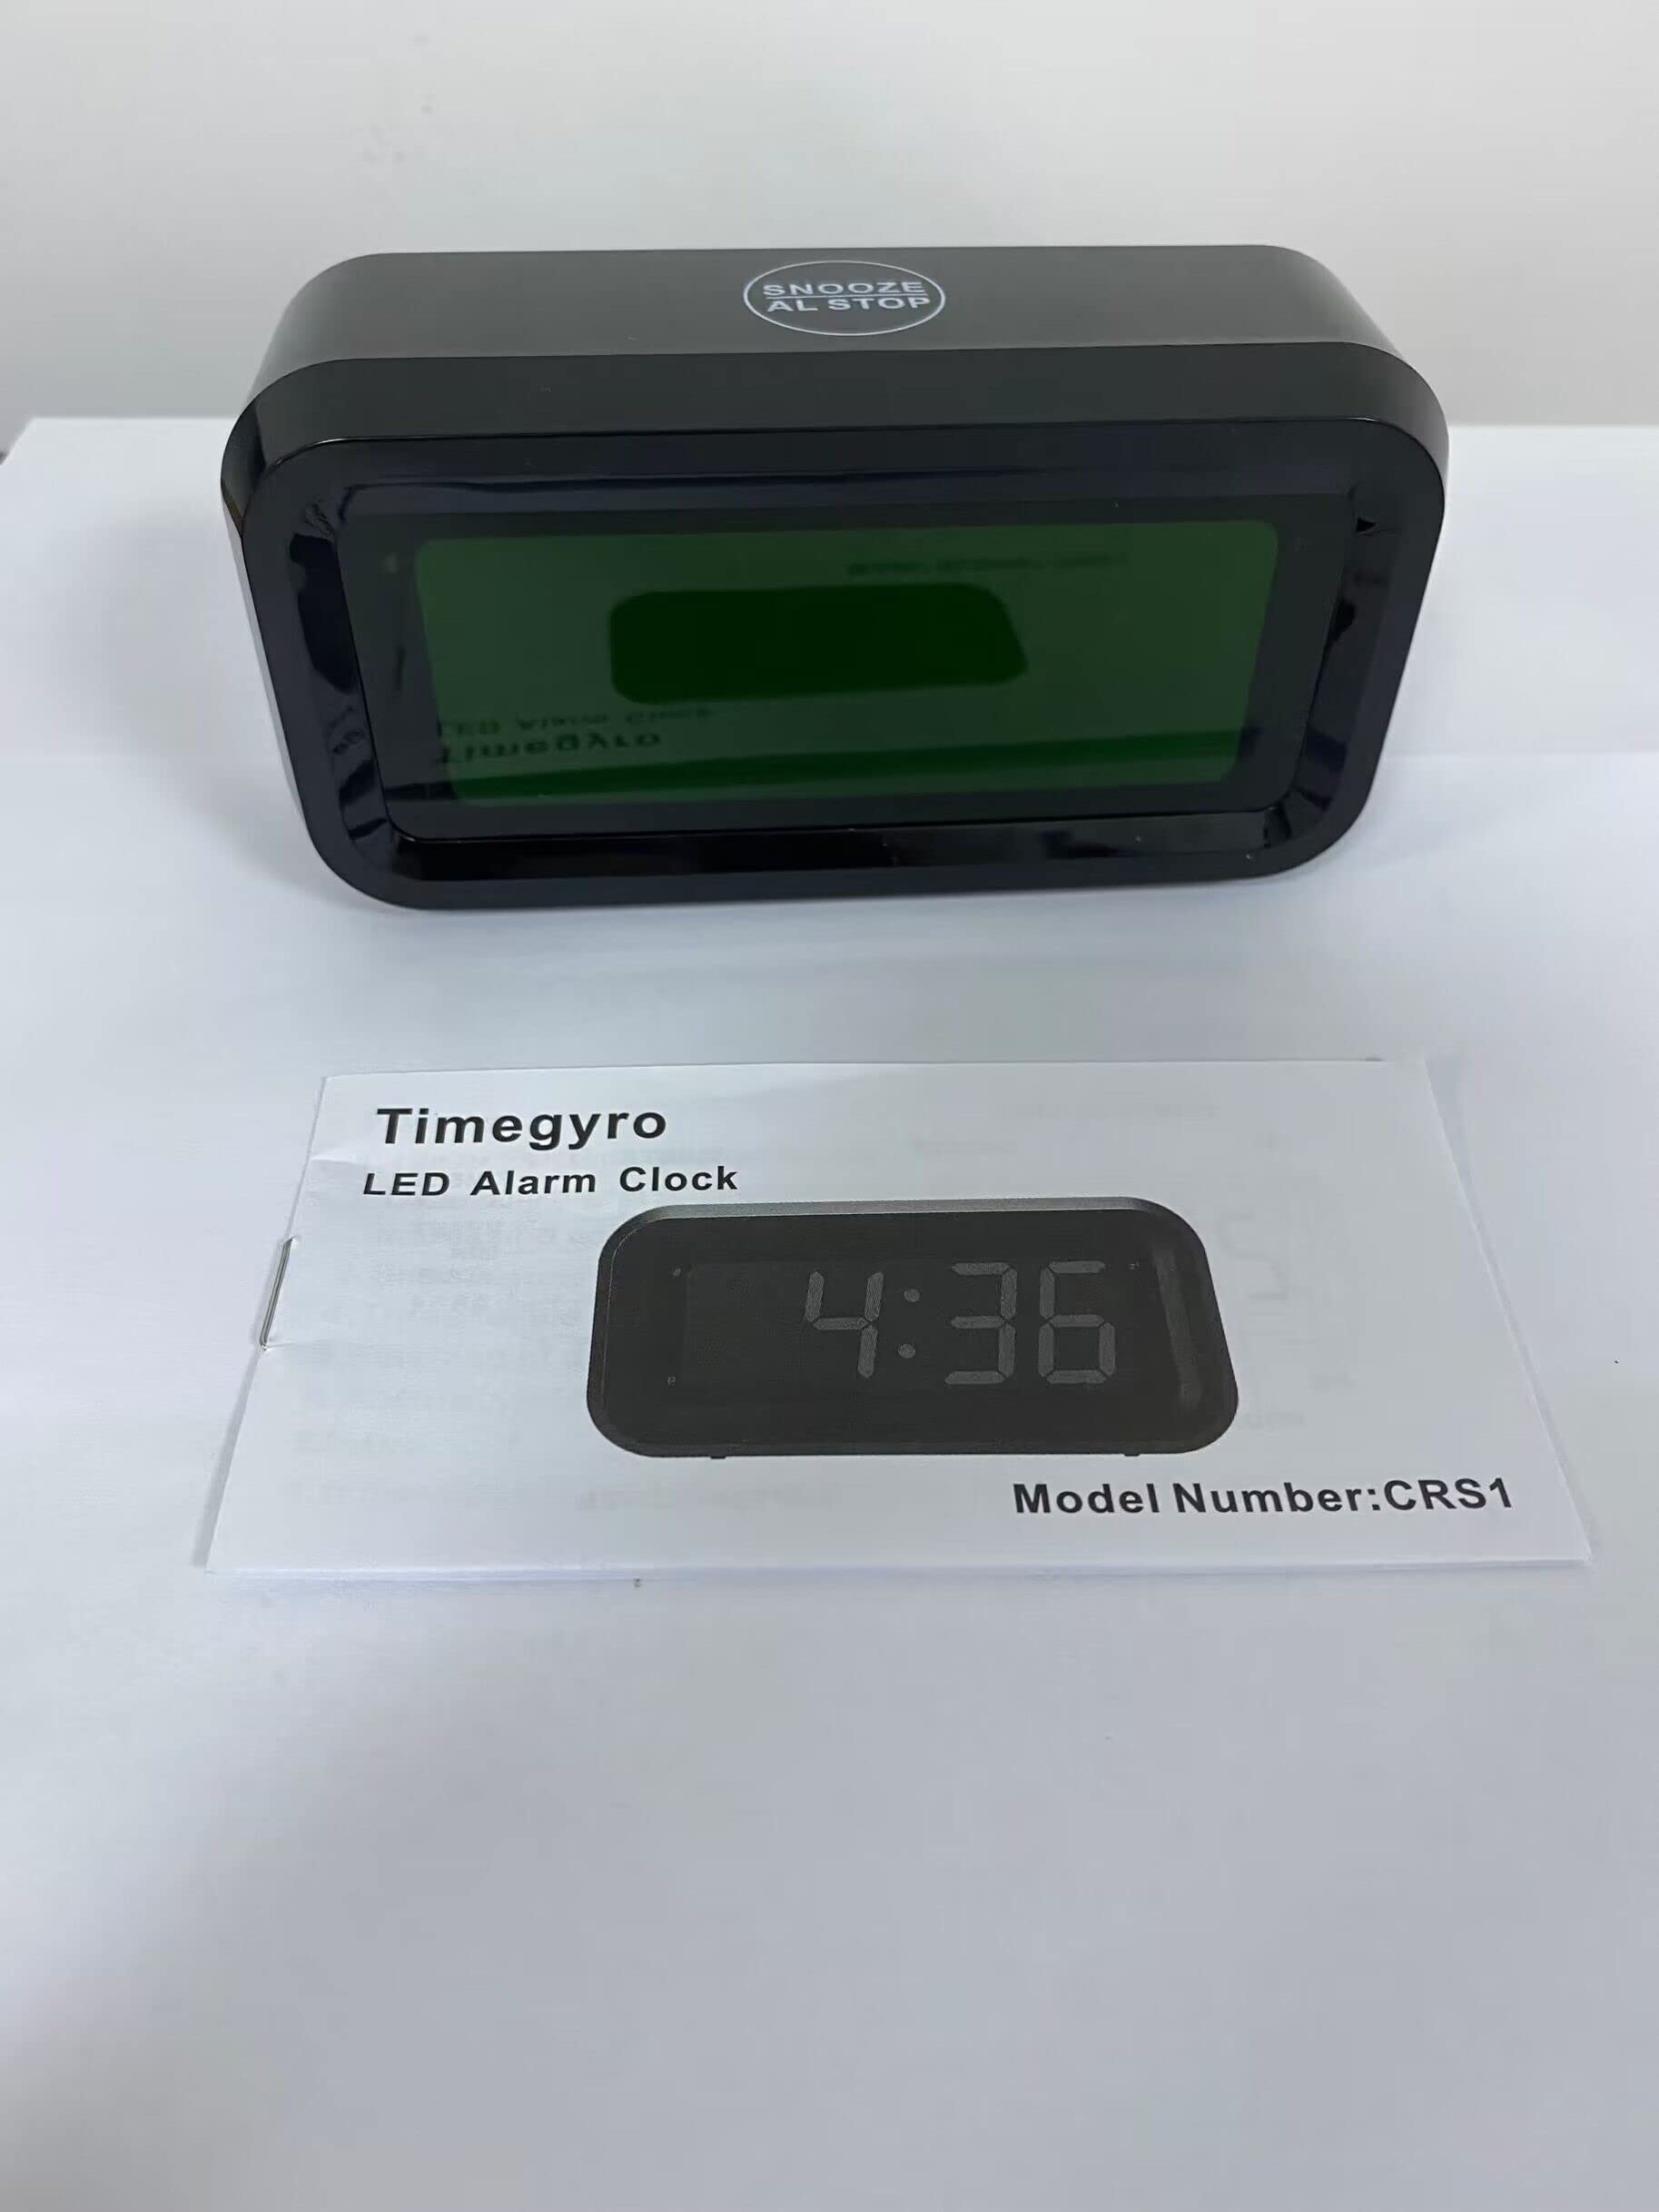 SNOOZE
AL STOP
Timegyro
LED Alarm Clock
4:36
Model Number:CRS1